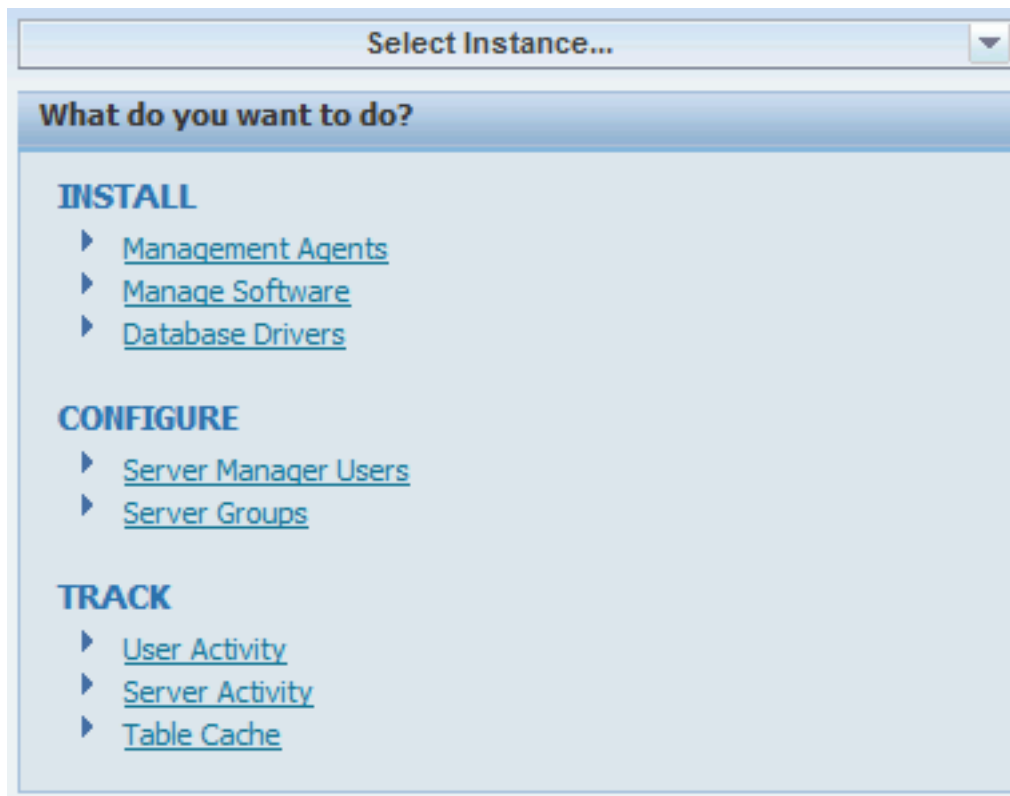 Select Instance...
What do you want to do?
INSTALL
Management Agents
Manage Software
Database Drivers
CONFIGURE
Server Manager Users
Server Groups
TRACK
User Activity
Server Activity
Table Cache